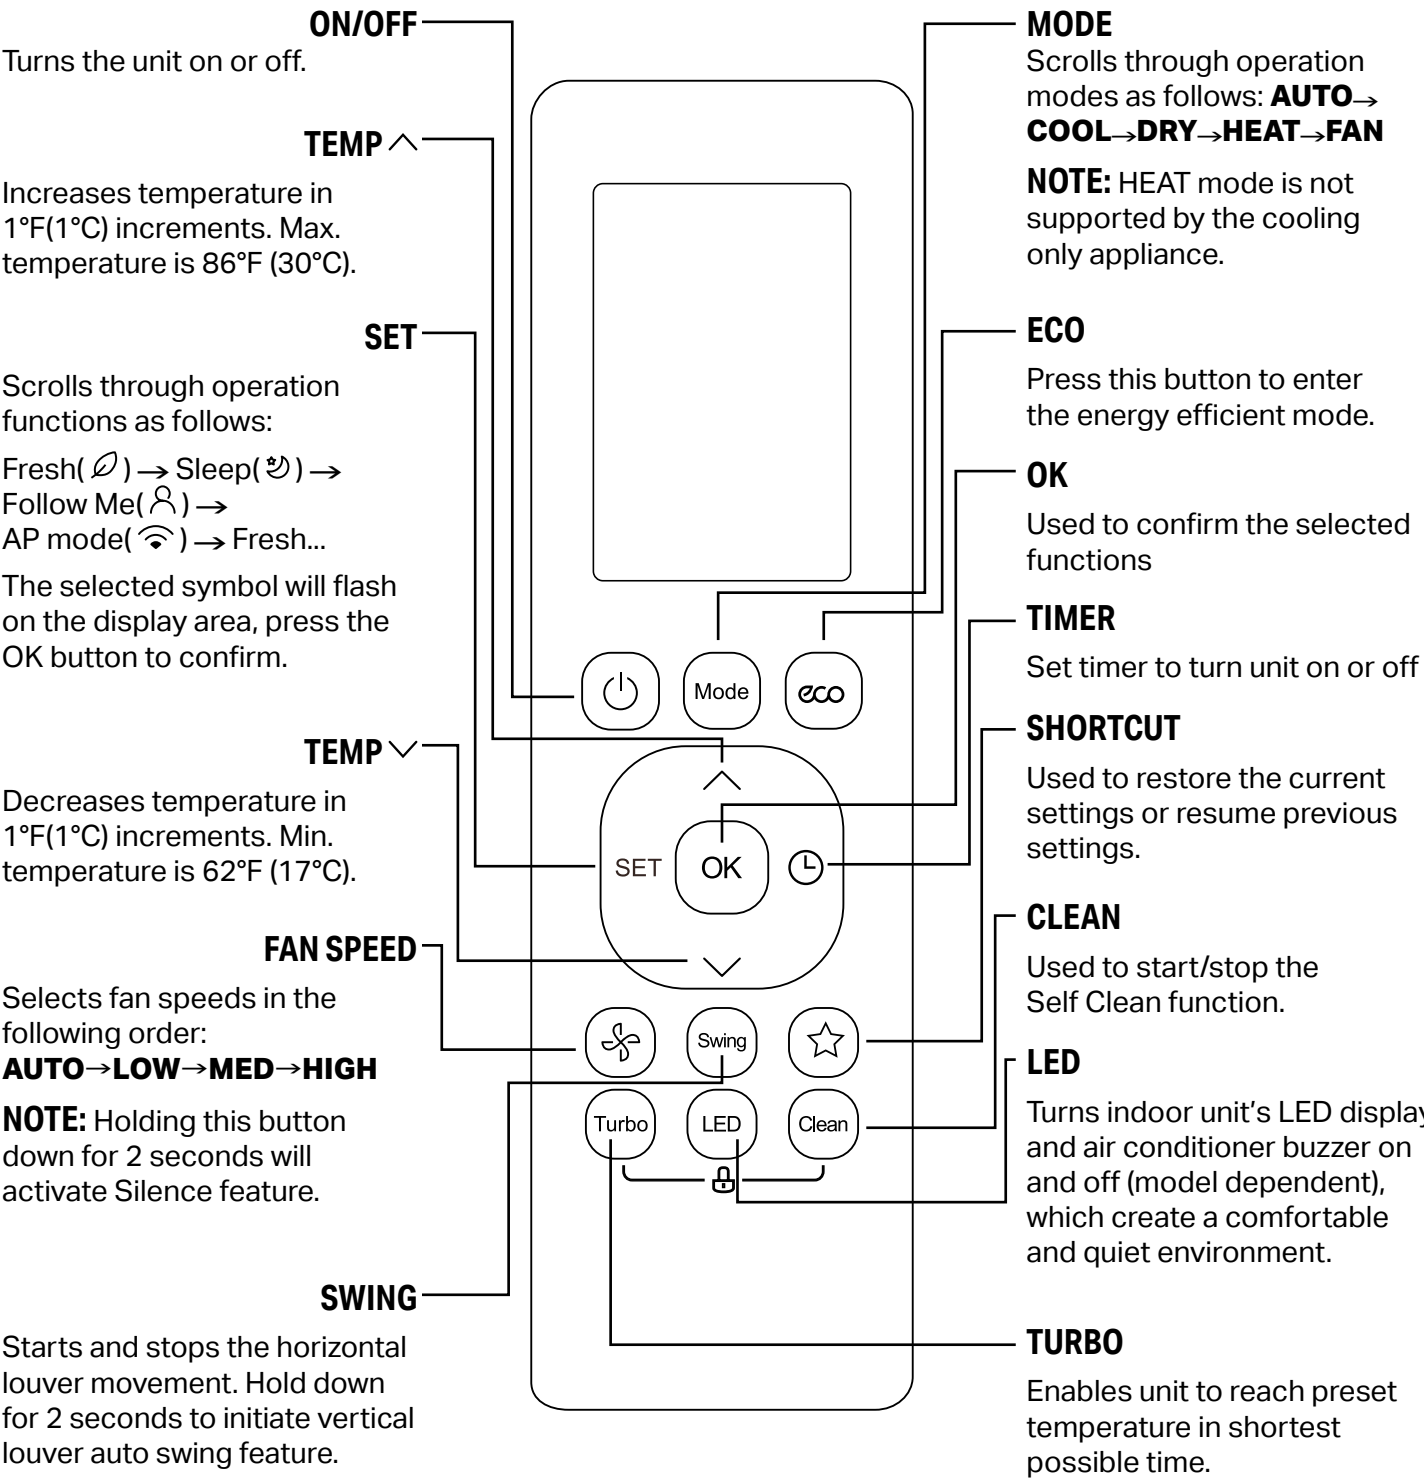 ON/OFF
Turns the unit on or off.
TEMP
Increases temperature in
1°F(1°C) increments. Max.
temperature is 86°F (30°C).
SET
Scrolls through operation
functions as follows:
Fresh( ) → Sleep( ) →
Follow Me( ) →
AP mode( ) → Fresh...
The selected symbol will flash
on the display area, press the
OK button to confirm.
TEMP
Decreases temperature in
1°F(1°C) increments. Min.
temperature is 62°F (17°C).
FAN SPEED
Selects fan speeds in the
following order:
AUTO→LOW→MED→HIGH
NOTE: Holding this button
down for 2 seconds will
activate Silence feature.
SWING
Starts and stops the horizontal
louver movement. Hold down
for 2 seconds to initiate vertical
louver auto swing feature.
Mode
eco
SET
OK
Swing
Turbo
LED
Clean
MODE
Scrolls through operation
modes as follows: AUTO→
COOL→DRY→HEAT→FAN
NOTE: HEAT mode is not
supported by the cooling
only appliance.
ECO
Press this button to enter
the energy efficient mode.
OK
Used to confirm the selected
functions
TIMER
Set timer to turn unit on or off
SHORTCUT
Used to restore the current
settings or resume previous
settings.
CLEAN
Used to start/stop the
Self Clean function.
LED
Turns indoor unit's LED display
and air conditioner buzzer on
and off (model dependent),
which create a comfortable
and quiet environment.
TURBO
Enables unit to reach preset
temperature in shortest
possible time.